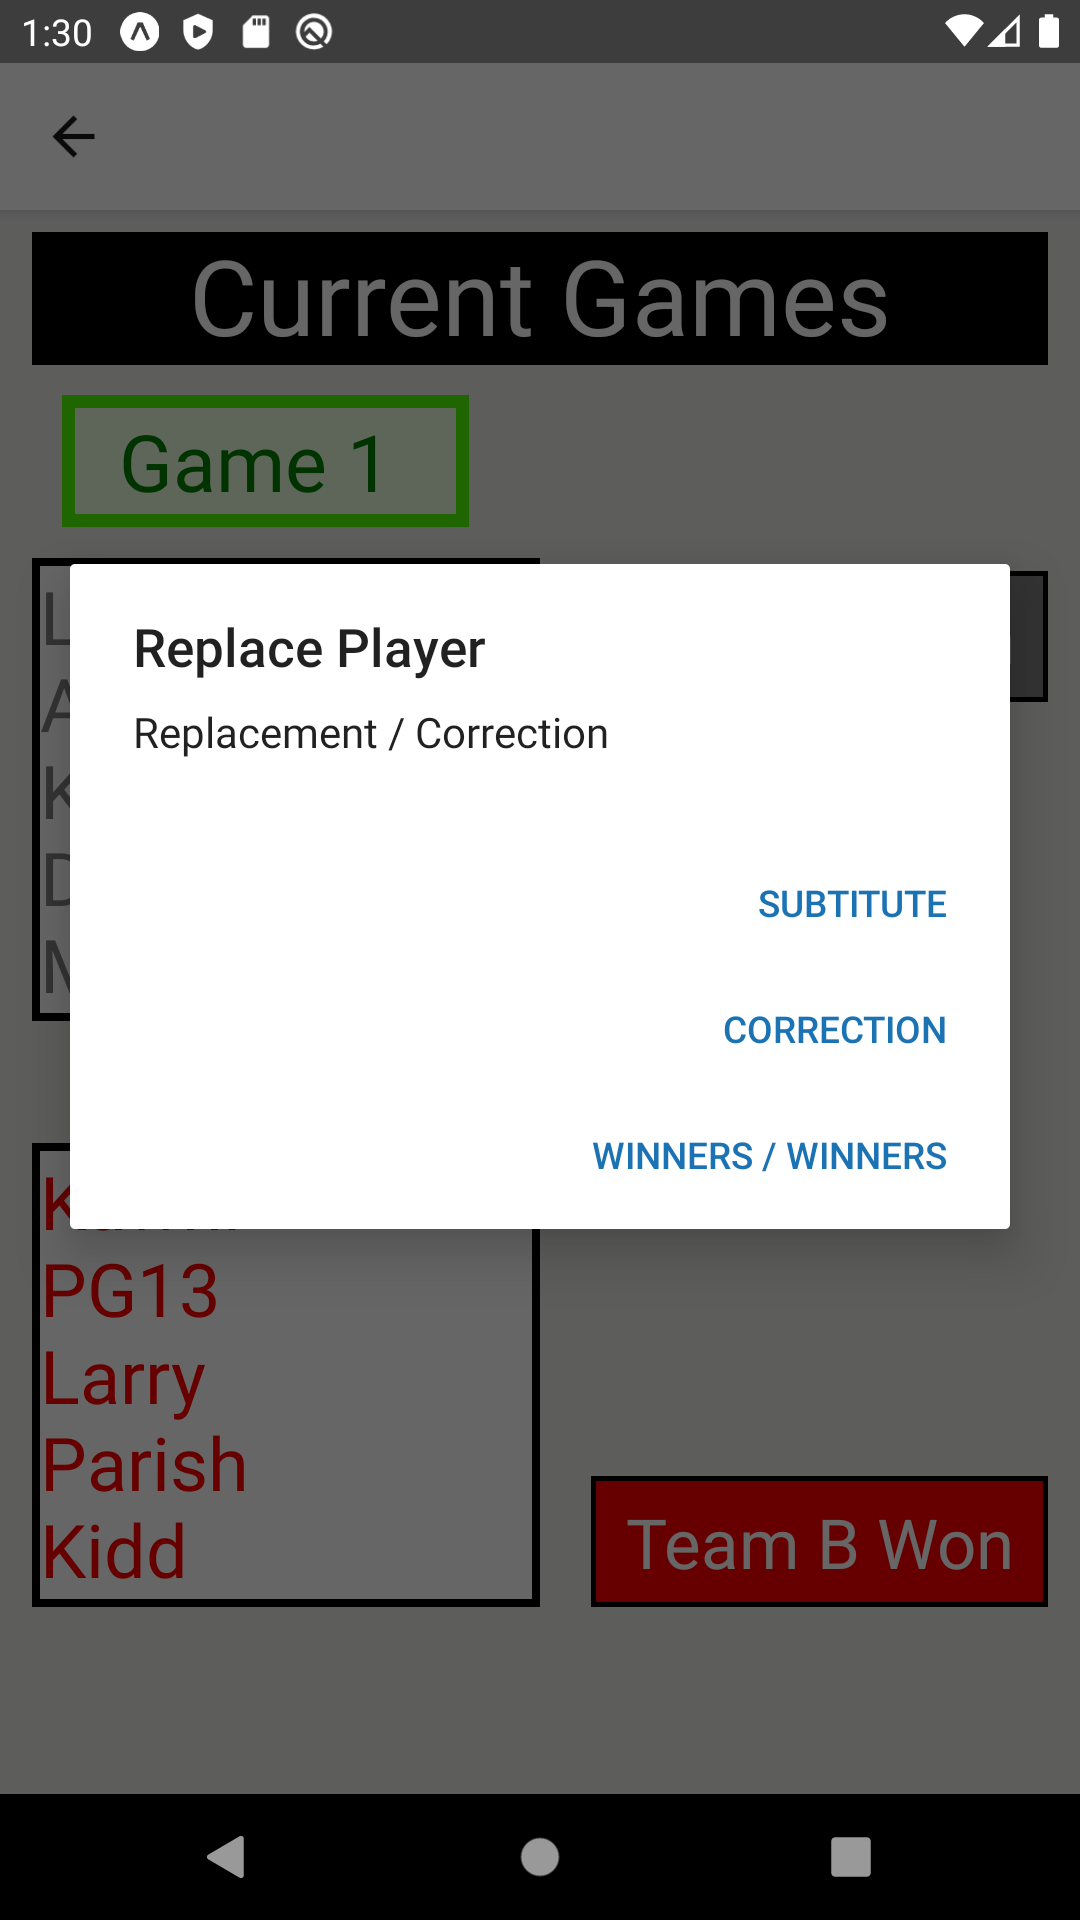 1:30
Current Games
Game 1
Replace Player
Replacement / Correction
SUBTITUTE
CORRECTION
WINNERS / WINNERS
PG13
Larry
Parish
Kidd
Team B Won